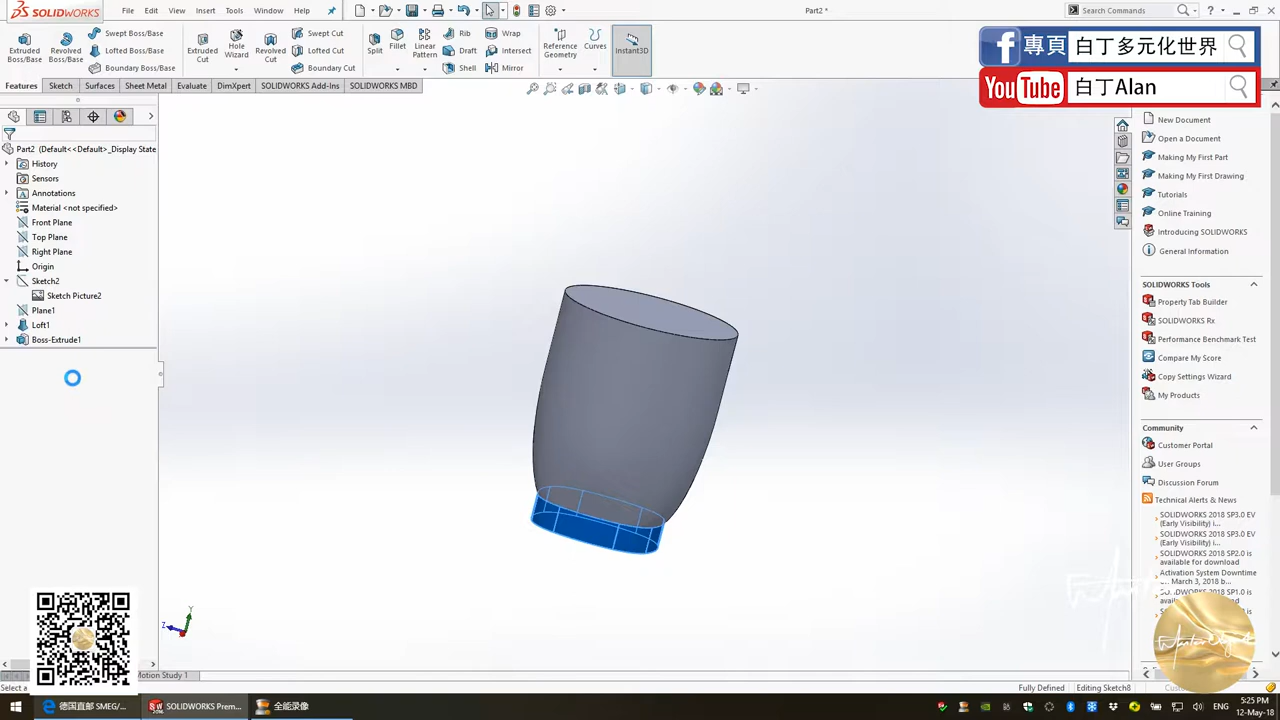 SOLIDWORKS
File
Edit
View
Insert
Tools
Window
Help
Part2 *
Search Commands
Extruded Boss/Base
Revolved Boss/Base
Swept Boss/Base
Lofted Boss/Base
Boundary Boss/Base
Extruded Cut
Hole Wizard
Revolved Cut
Swept Cut
Lofted Cut
Boundary Cut
Split
Fillet
Linear Pattern
Rib
Draft
Shell
Wrap
Intersect
Mirror
Reference Geometry
Curves
Instant3D
f 專頁 白丁多元化世界
YouTube 白丁Alan
Features
Sketch
Surfaces
Sheet Metal
Evaluate
DimXpert
SOLIDWORKS Add-Ins
SOLIDWORKS MBD
Part2 (Default<<Default>_Display State
History
Sensors
Annotations
Material <not specified>
Front Plane
Top Plane
Right Plane
Origin
Sketch2
Sketch Picture2
Plane1
Loft1
Boss-Extrude1
Y
Z
New Document
Open a Document
Making My First Part
Making My First Drawing
Tutorials
Online Training
Introducing SOLIDWORKS
General Information
SOLIDWORKS Tools
Property Tab Builder
SOLIDWORKS Rx
Performance Benchmark Test
Compare My Score
Copy Settings Wizard
My Products
Community
Customer Portal
User Groups
Discussion Forum
Technical Alerts & News
SOLIDWORKS 2018 SP3.0 EV
(Early Visibility) i...
SOLIDWORKS 2018 SP3.0 EV
(Early Visibility) i...
SOLIDWORKS 2018 SP2.0 is
available for download
Activation System Downtime
March 3, 2018 b...
Motion Study 1
Select a
Fully Defined
Editing Sketch8
德国直邮 SMEG/...
SOLIDWORKS Prem...
全能录像
ENG
5:25 PM
12-May-18